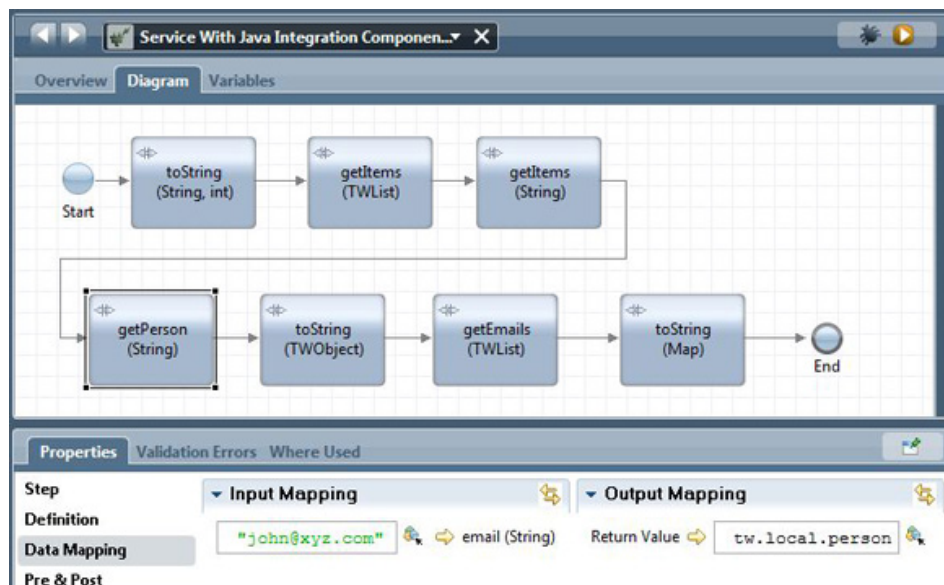 Service With Java Integration Componen...
Overview Diagram Variables
toString
(String, int)
getItems
(TWList)
getItems
(String)
Start
getPerson
(String)
toString
(TWObject)
getEmails
(TWList)
toString
(Map)
End
Properties Validation Errors Where Used
Step
Definition
Data Mapping
Pre & Post
Input Mapping
"john@xyz.com" email (String)
Output Mapping
Return Value tw.local.person